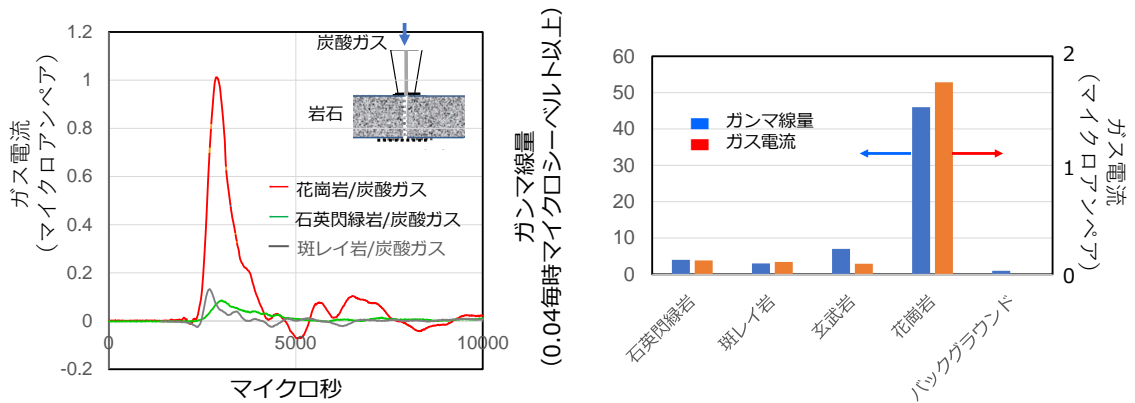 ガス電流
(マイクロアンペア)
1.2
1
0.8
0.6
0.4
0.2
0
-0.2
0
5000
10000
マイクロ秒
炭酸ガス
岩石
花崗岩/炭酸ガス
石英閃緑岩/炭酸ガス
斑レイ岩/炭酸ガス
ガンマ線量
(0.04毎時マイクロシーベルト以上)
60
50
40
30
20
10
0
ガンマ線量
ガス電流
2
1
0
ガス電流
(マイクロアンペア)
石英閃緑岩
斑レイ岩
玄武岩
花崗岩
バックグラウンド